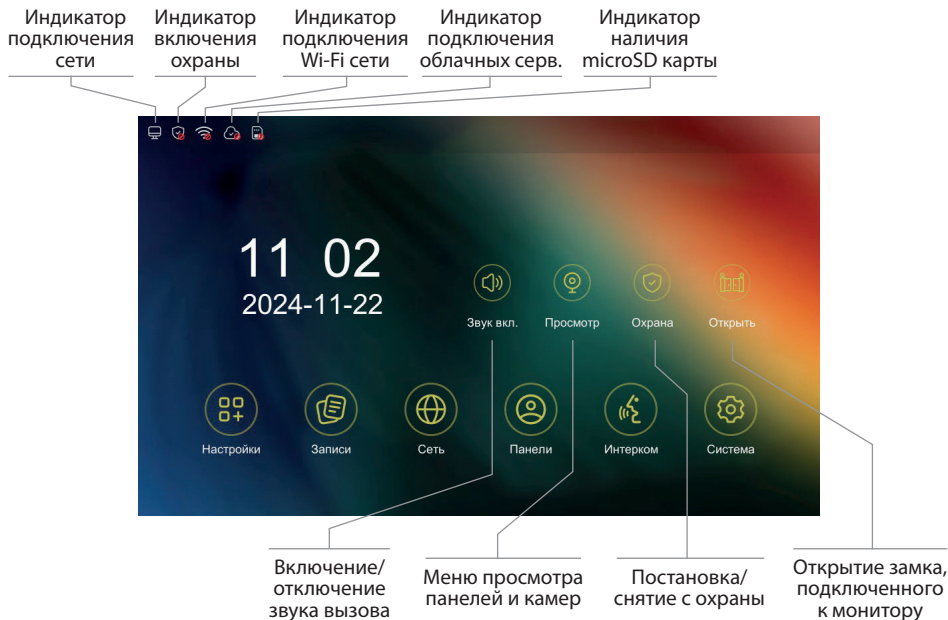 Индикатор
подключения
сети
Индикатор
включения
охраны
Индикатор
подключения
Wi-Fi сети
Индикатор
подключения
облачных серв.
Индикатор
наличия
microSD карты
11 02
2024-11-22
Звук вкл.
Просмотр
Охрана
Открыть
Настройки
Записи
Сеть
Панели
Интерком
Система
Включение/
отключение
звука вызова
Меню просмотра
панелей и камер
Постановка/
снятие с охраны
Открытие замка,
подключенного
к монитору